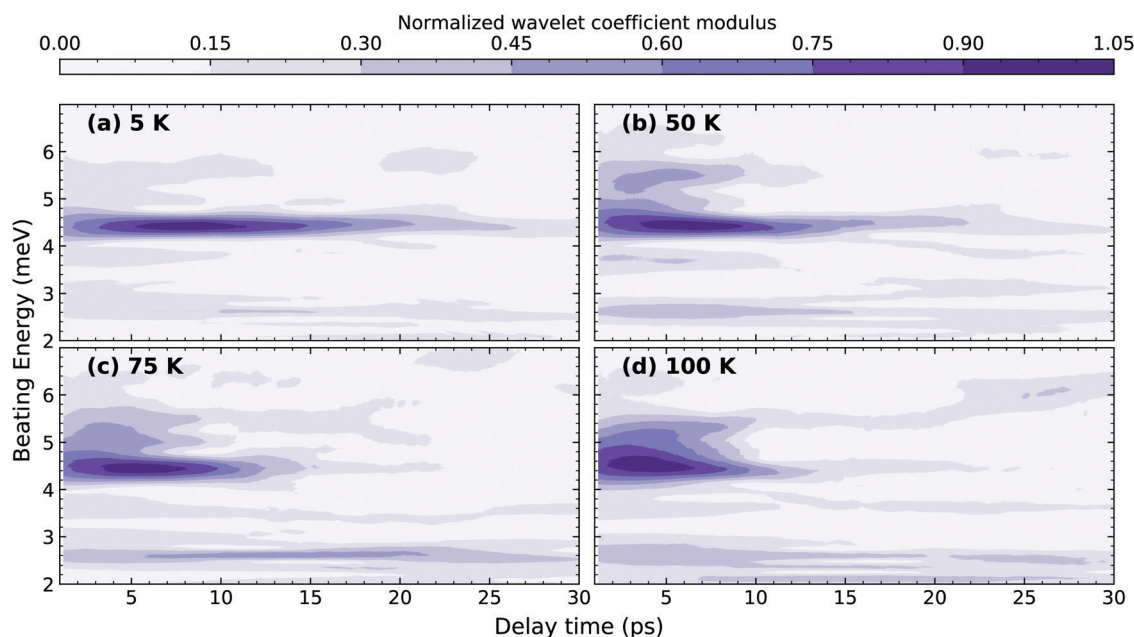 Normalized wavelet coefficient modulus
0.00 0.15 0.30 0.45 0.60 0.75 0.90 1.05
(a) 5 K
(b) 50 K
6
5
4
3
2
(c) 75 K
(d) 100 K
6
5
4
3
2
Beating Energy (meV)
5 10 15 20 25 30 5 10 15 20 25 30
Delay time (ps)